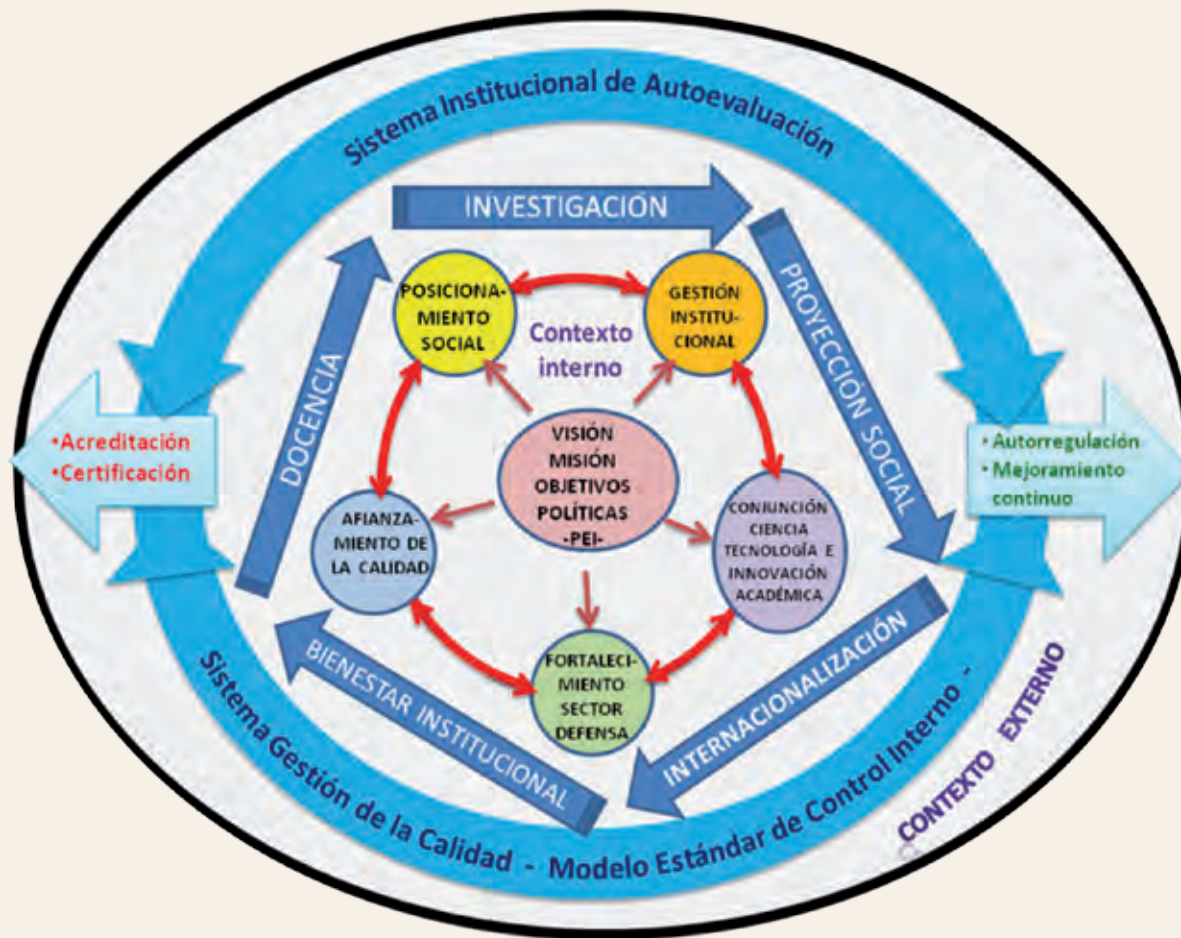 Sistema Institucional de Autoevaluación
INVESTIGACIÓN
PROYECCIÓN SOCIAL
DOCENCIA
POSICIONA-
MIENTO
SOCIAL
GESTIÓN
INSTITU-
CIONAL
Contexto
interno
•Acreditación
•Certificación
VISIÓN
MISIÓN
OBJETIVOS
POLÍTICAS
-PEI-
• Autorregulación
• Mejoramiento
continuo
AFIANZA-
MIENTO DE
LA CALIDAD
CONJUNCIÓN
CIENCIA
TECNOLOGÍA E
INNOVACIÓN
ACADÉMICA
FORTALECI-
MIENTO
SECTOR
DEFENSA
BIENESTAR INSTITUCIONAL
INTERNACIONALIZACIÓN
Sistema Gestión de la Calidad - Modelo Estándar de Control Interno -
CONTEXTO EXTERNO